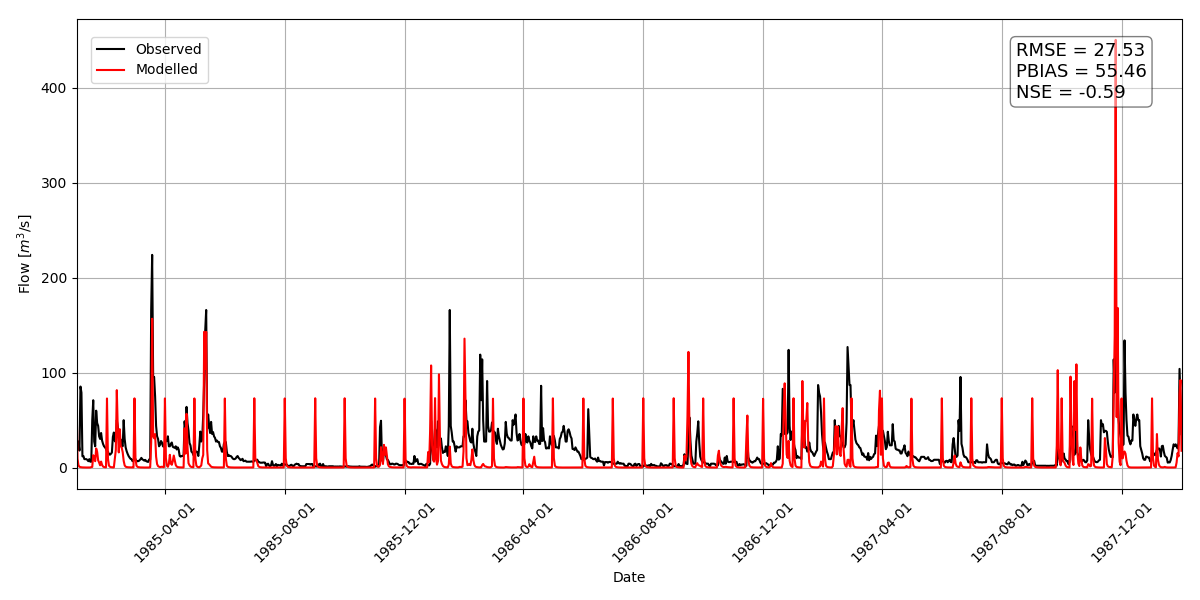 Observed
Modelled
RMSE = 27.53
PBIAS = 55.46
NSE = -0.59
Flow [m³/s]
400
300
200
100
0
1985-04-01
1985-08-01
1985-12-01
1986-04-01
1986-08-01
1986-12-01
1987-04-01
1987-08-01
1987-12-01
Date